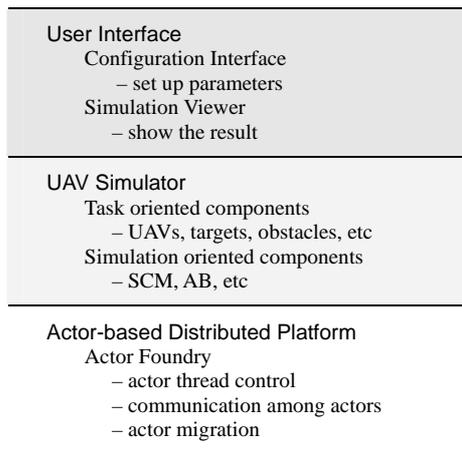 User Interface
Configuration Interface
– set up parameters
Simulation Viewer
– show the result
UAV Simulator
Task oriented components
– UAVs, targets, obstacles, etc
Simulation oriented components
– SCM, AB, etc
Actor-based Distributed Platform
Actor Foundry
– actor thread control
– communication among actors
– actor migration